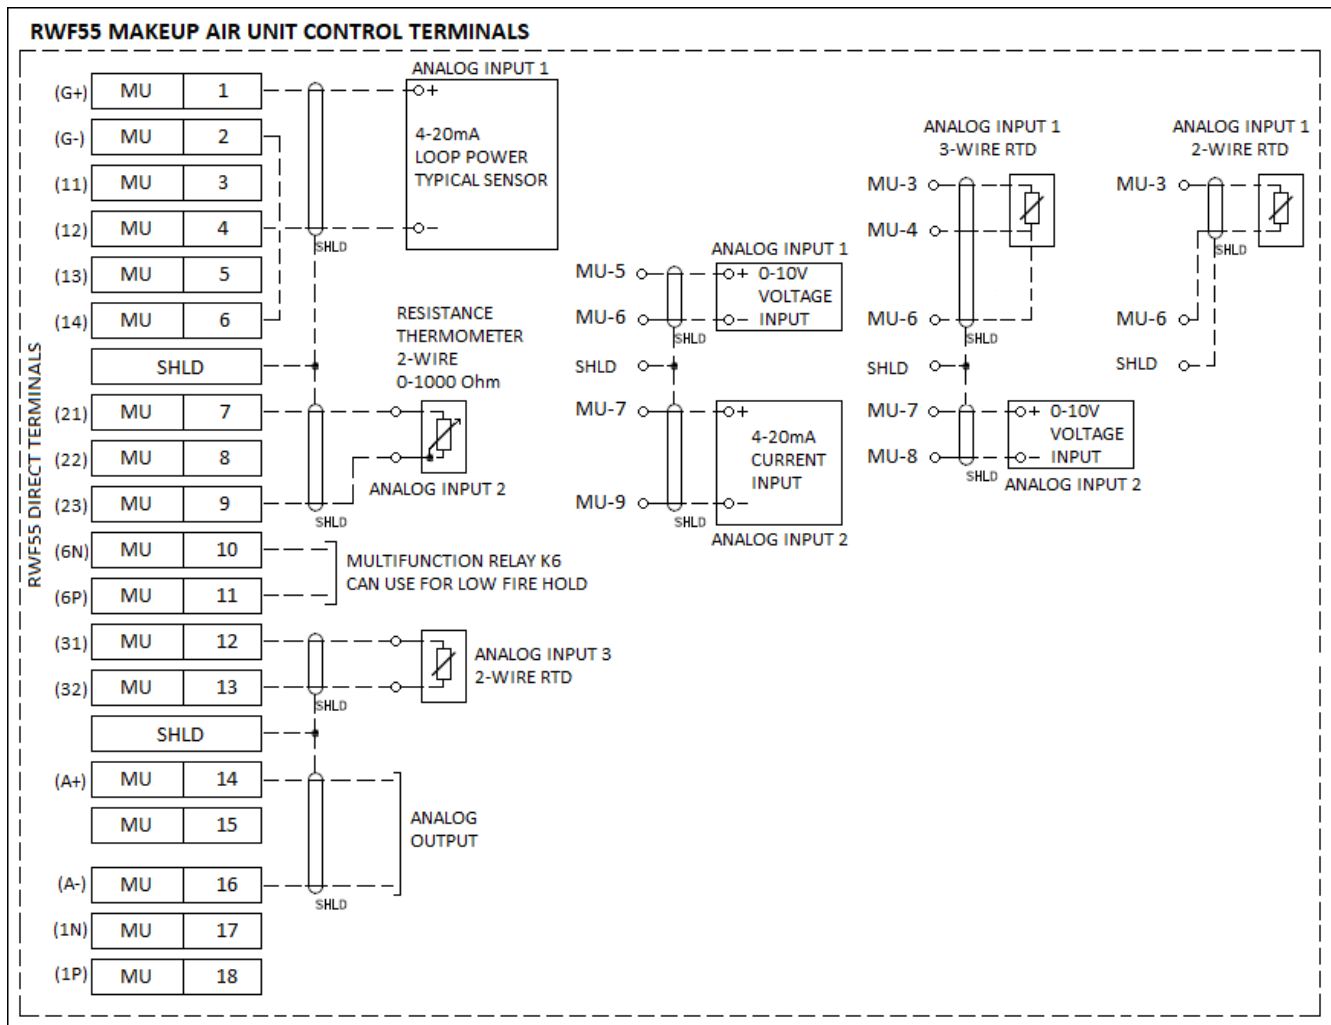 RWF55 MAKEUP AIR UNIT CONTROL TERMINALS
RWF55 DIRECT TERMINALS
(G+) MU 1
(G-) MU 2
(11) MU 3
(12) MU 4
(13) MU 5
(14) MU 6
SHLD
(21) MU 7
(22) MU 8
(23) MU 9
(6N) MU 10
(6P) MU 11
(31) MU 12
(32) MU 13
SHLD
(A+) MU 14
MU 15
(A-) MU 16
(1N) MU 17
(1P) MU 18
ANALOG INPUT 1
+
4-20mA
LOOP POWER
TYPICAL SENSOR
-
SHLD
RESISTANCE
THERMOMETER
2-WIRE
0-1000 Ohm
ANALOG INPUT 2
SHLD
MULTIFUNCTION RELAY K6
CAN USE FOR LOW FIRE HOLD
ANALOG INPUT 3
2-WIRE RTD
SHLD
ANALOG
OUTPUT
SHLD
ANALOG INPUT 1
MU-5 + 0-10V
VOLTAGE
MU-6 - INPUT
SHLD
SHLD
MU-7 +
4-20mA
CURRENT
INPUT
MU-9 -
SHLD
ANALOG INPUT 2
ANALOG INPUT 1
3-WIRE RTD
MU-3
MU-4
MU-6
SHLD
SHLD
MU-7 + 0-10V
VOLTAGE
MU-8 - INPUT
SHLD
ANALOG INPUT 2
ANALOG INPUT 1
2-WIRE RTD
MU-3
SHLD
MU-6
SHLD